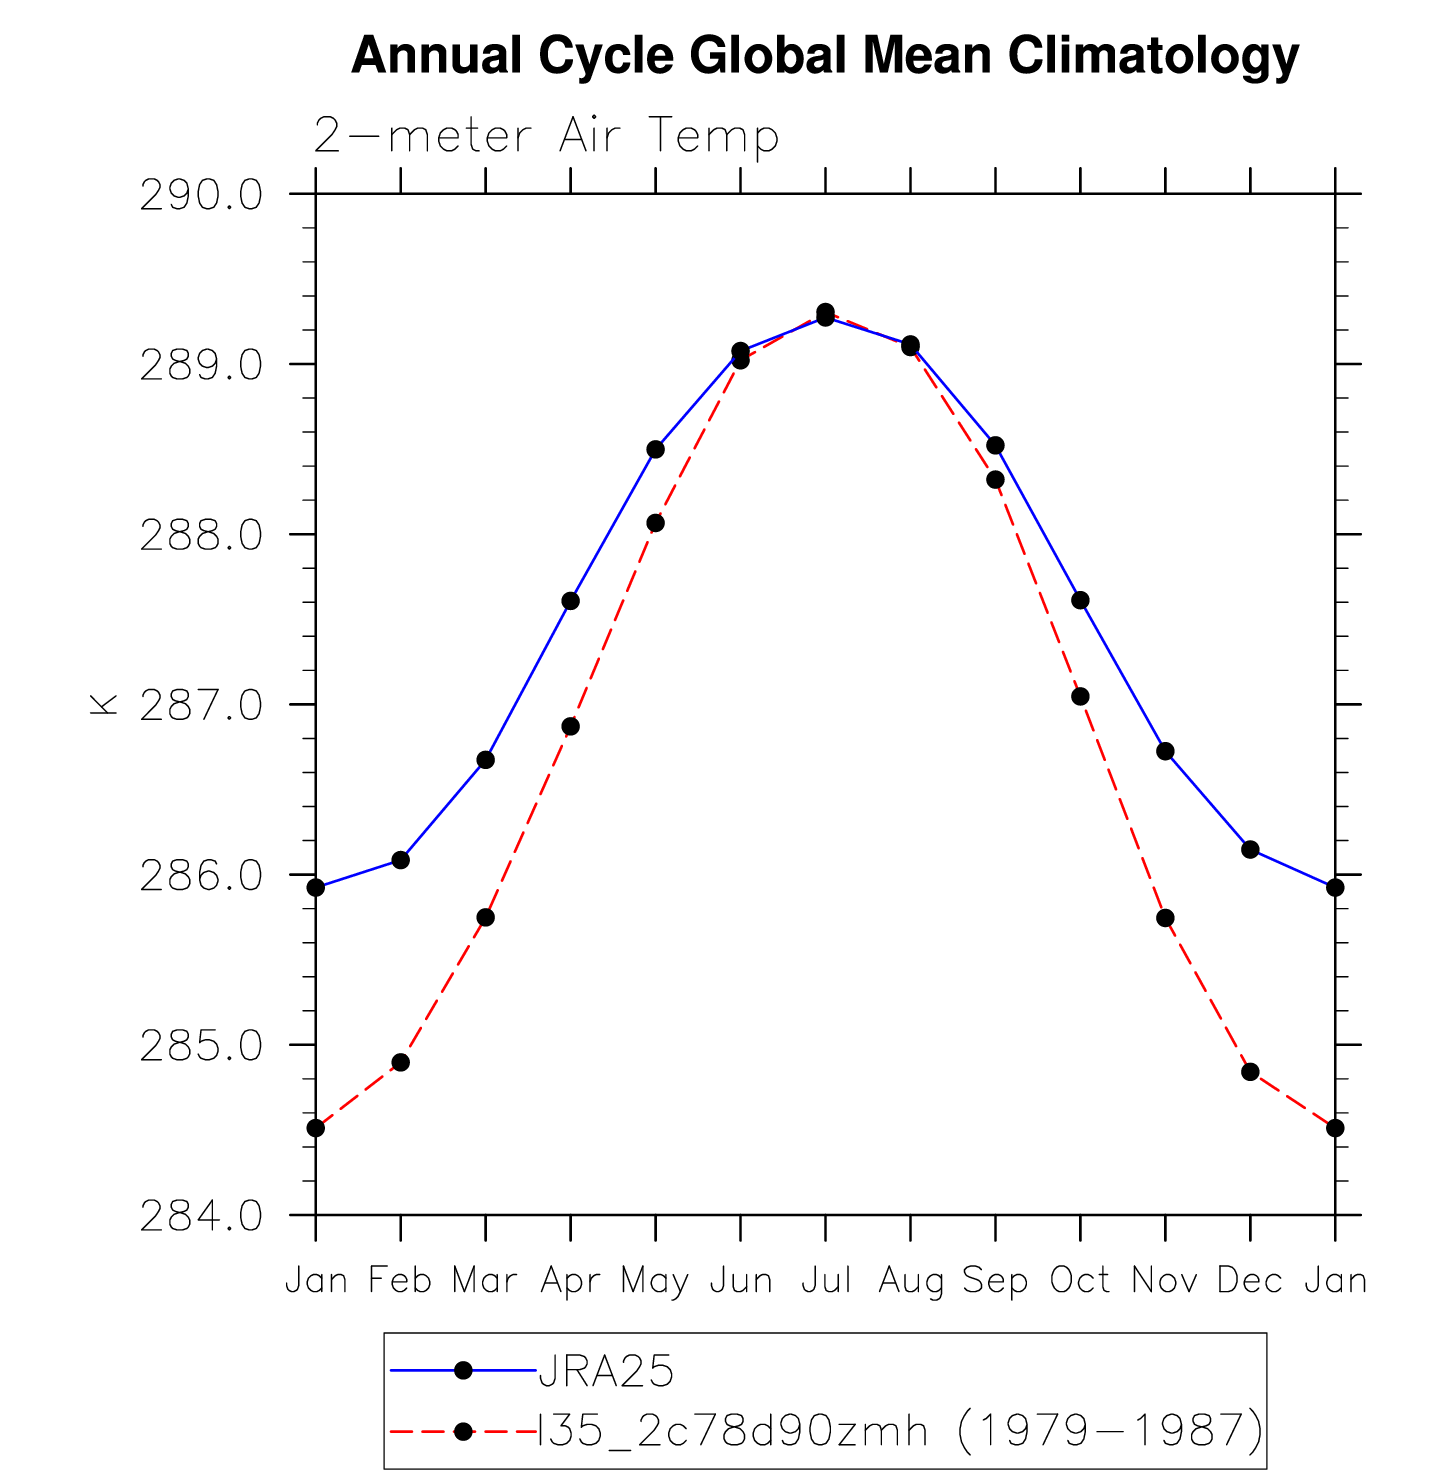 Annual Cycle Global Mean Climatology
2-meter Air Temp
290.0
289.0
288.0
287.0
286.0
285.0
284.0
K
Jan Feb Mar Apr May Jun Jul Aug Sep Oct Nov Dec Jan
JRA25
I35_2c78d90zmh (1979-1987)